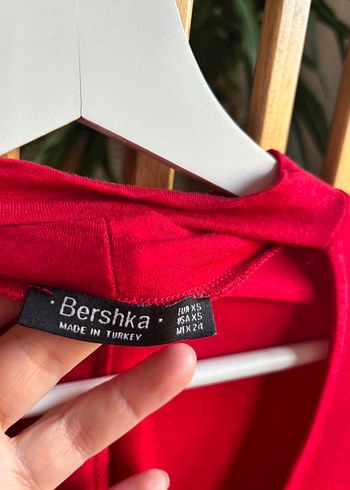 · Bershka ·
MADE IN TURKEY
EUR XS
USA XS
MEX 24